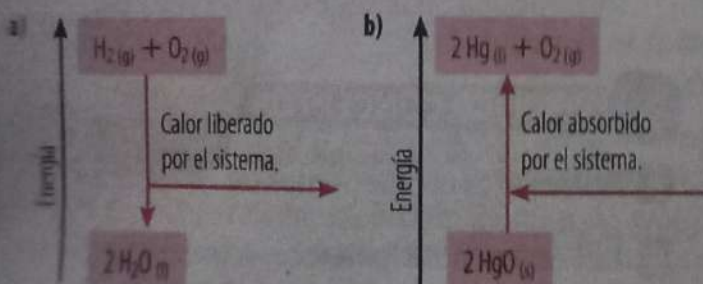 a)
H₂ (g) + O₂ (g)
Calor liberado
por el sistema.
Energía
2 H₂O (l)
b)
2 Hg (l) + O₂ (g)
Calor absorbido
por el sistema.
Energía
2 HgO (s)